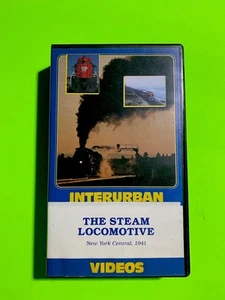 INTERURBAN
THE STEAM
LOCOMOTIVE
New York Central, 1941
VIDEOS